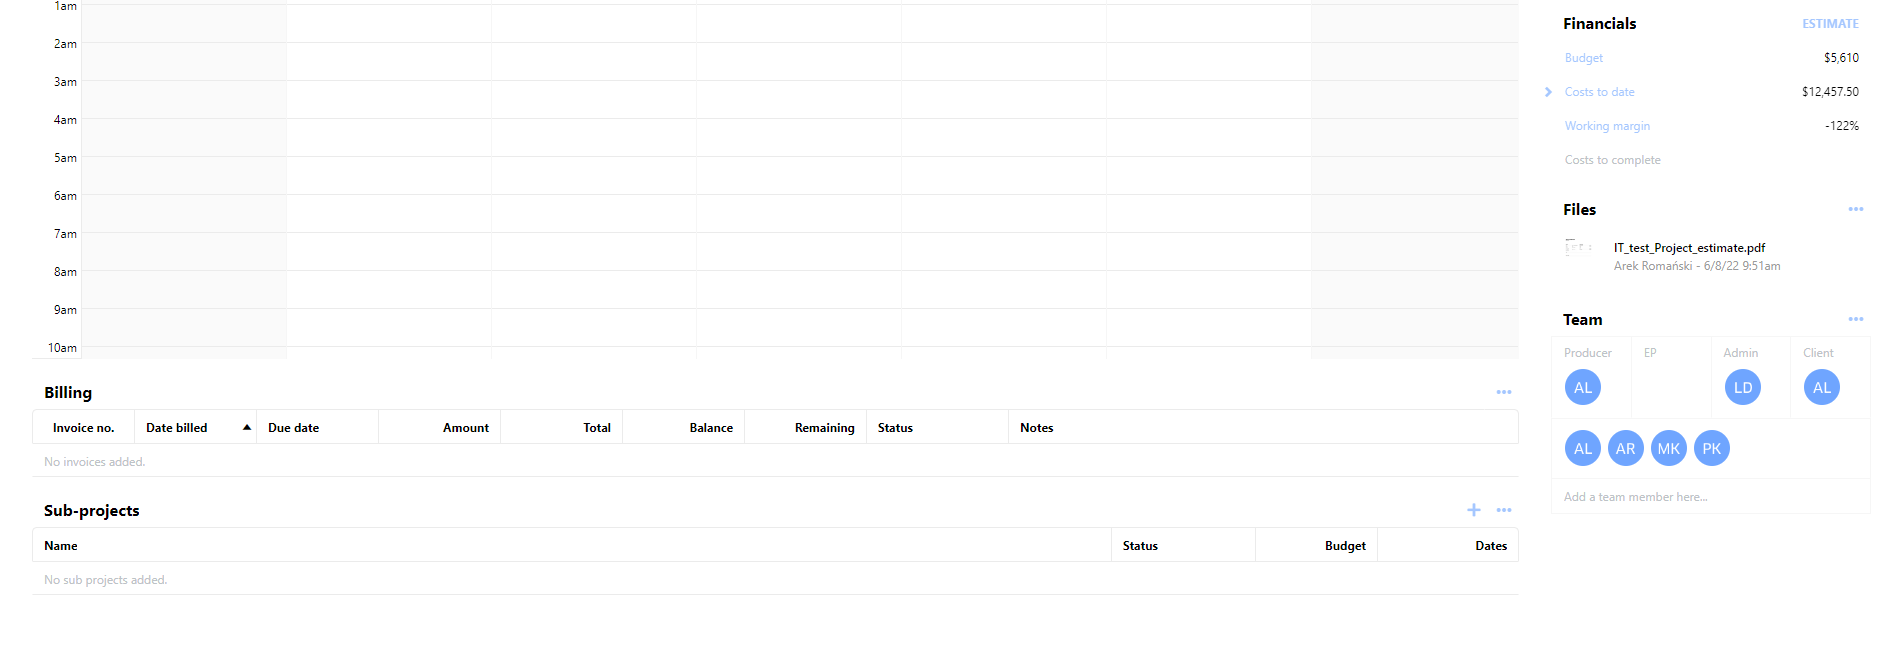 1am
2am
3am
4am
5am
6am
7am
8am
9am
10am
Billing
Invoice no. Date billed Due date Amount Total Balance Remaining Status Notes
No invoices added.
Sub-projects
Name Status Budget Dates
No sub projects added.
Financials ESTIMATE
Budget $5,610
Costs to date $12,457.50
Working margin -122%
Costs to complete
Files
IT_test_Project_estimate.pdf
Arek Romański - 6/8/22 9:51am
Team
Producer EP Admin Client
AL LD AL
AL AR MK PK
Add a team member here...